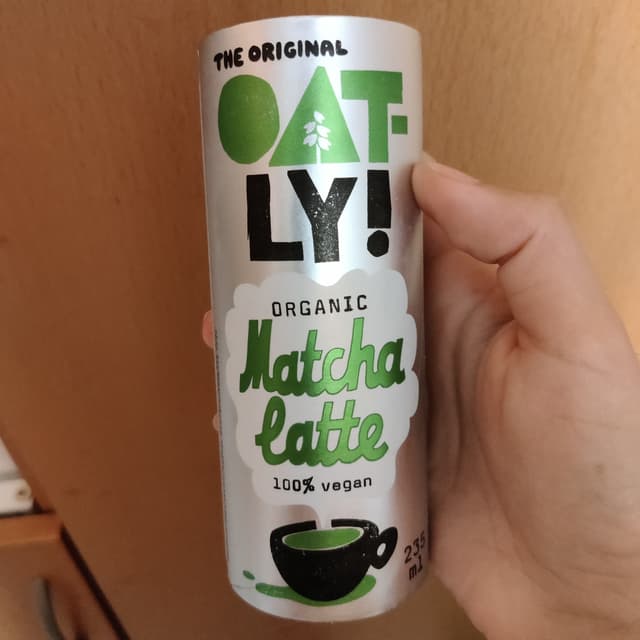 THE ORIGINAL
OAT-
LY!
ORGANIC
Matcha
latte
100% vegan
235
ml